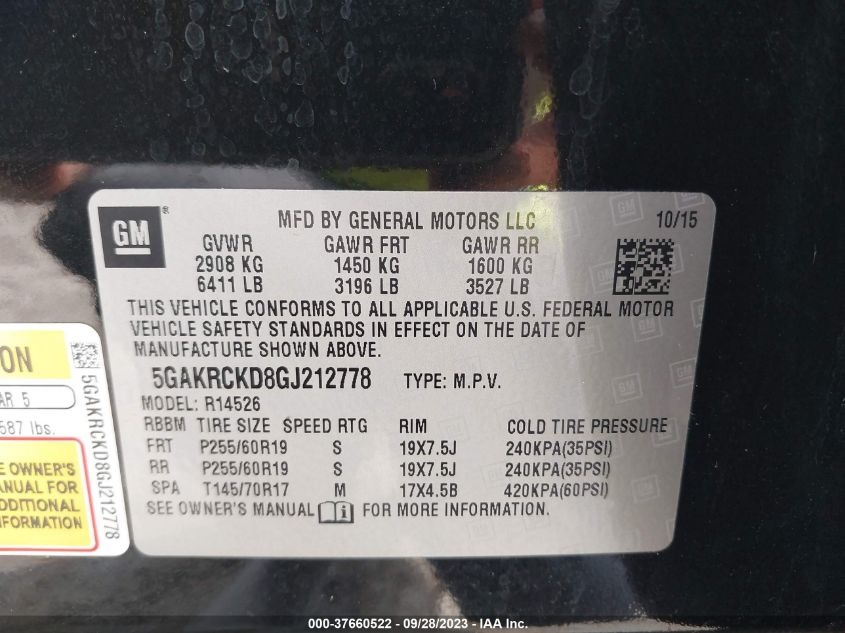 GM ®
MFD BY GENERAL MOTORS LLC 10/15
GVWR GAWR FRT GAWR RR
2908 KG 1450 KG 1600 KG
6411 LB 3196 LB 3527 LB
THIS VEHICLE CONFORMS TO ALL APPLICABLE U.S. FEDERAL MOTOR
VEHICLE SAFETY STANDARDS IN EFFECT ON THE DATE OF
MANUFACTURE SHOWN ABOVE.
5GAKRCKD8GJ212778 TYPE: M.P.V.
MODEL: R14526
RBBM TIRE SIZE SPEED RTG RIM COLD TIRE PRESSURE
FRT P255/60R19 S 19X7.5J 240KPA(35PSI)
RR P255/60R19 S 19X7.5J 240KPA(35PSI)
SPA T145/70R17 M 17X4.5B 420KPA(60PSI)
SEE OWNER'S MANUAL i FOR MORE INFORMATION.
ON
AR 5
587 lbs.
E OWNER'S
ANUAL FOR
DDITIONAL
FORMATION
5GAKRCKD8GJ212778
000-37660522 / 09/28/2023 - IAA Inc.